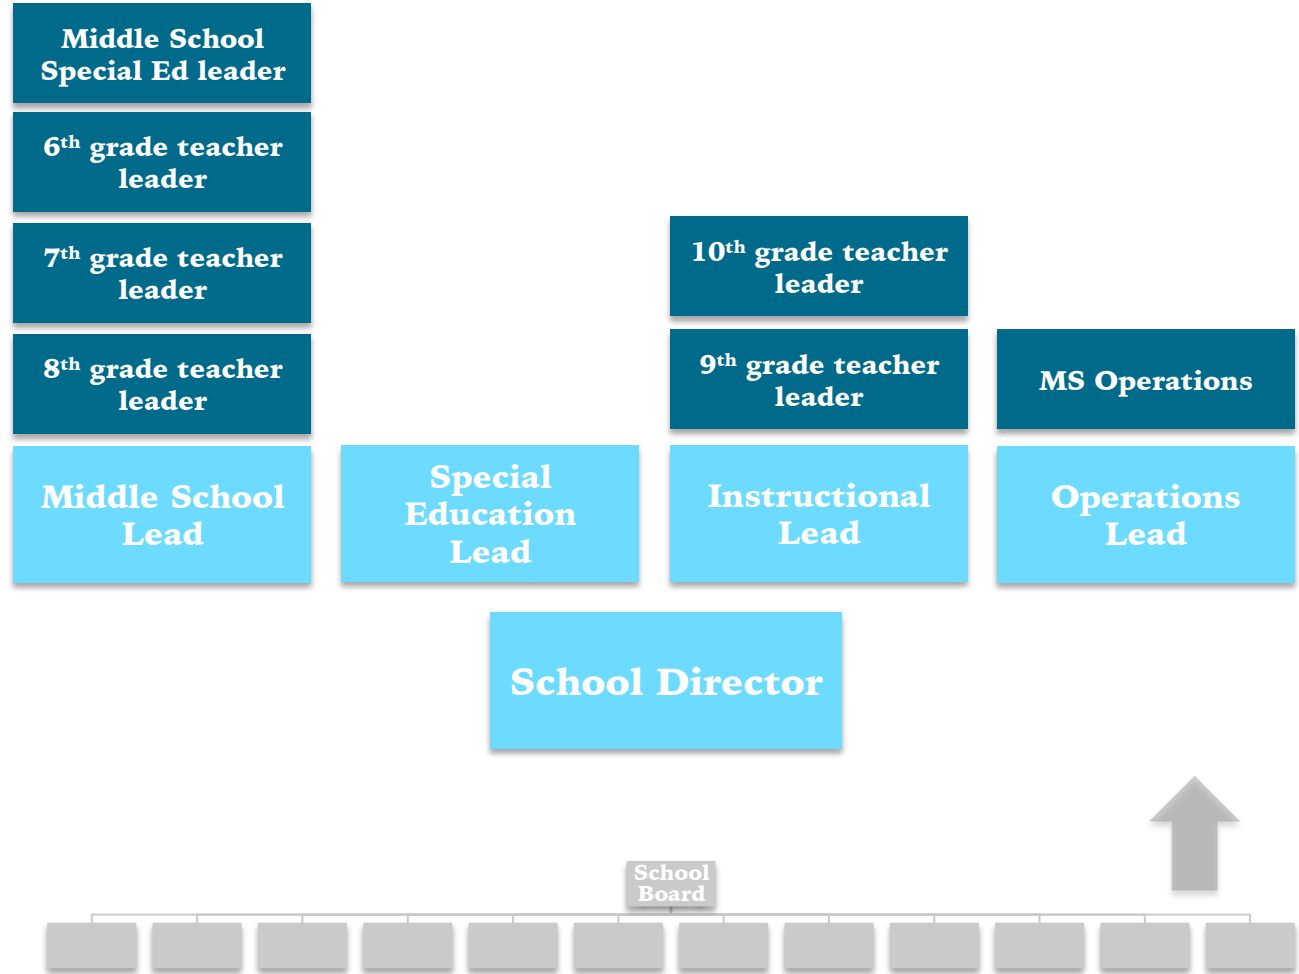 Middle School
Special Ed leader
6th grade teacher
leader
7th grade teacher
leader
8th grade teacher
leader
Middle School
Lead
Special
Education
Lead
10th grade teacher
leader
9th grade teacher
leader
Instructional
Lead
MS Operations
Operations
Lead
School Director
School
Board